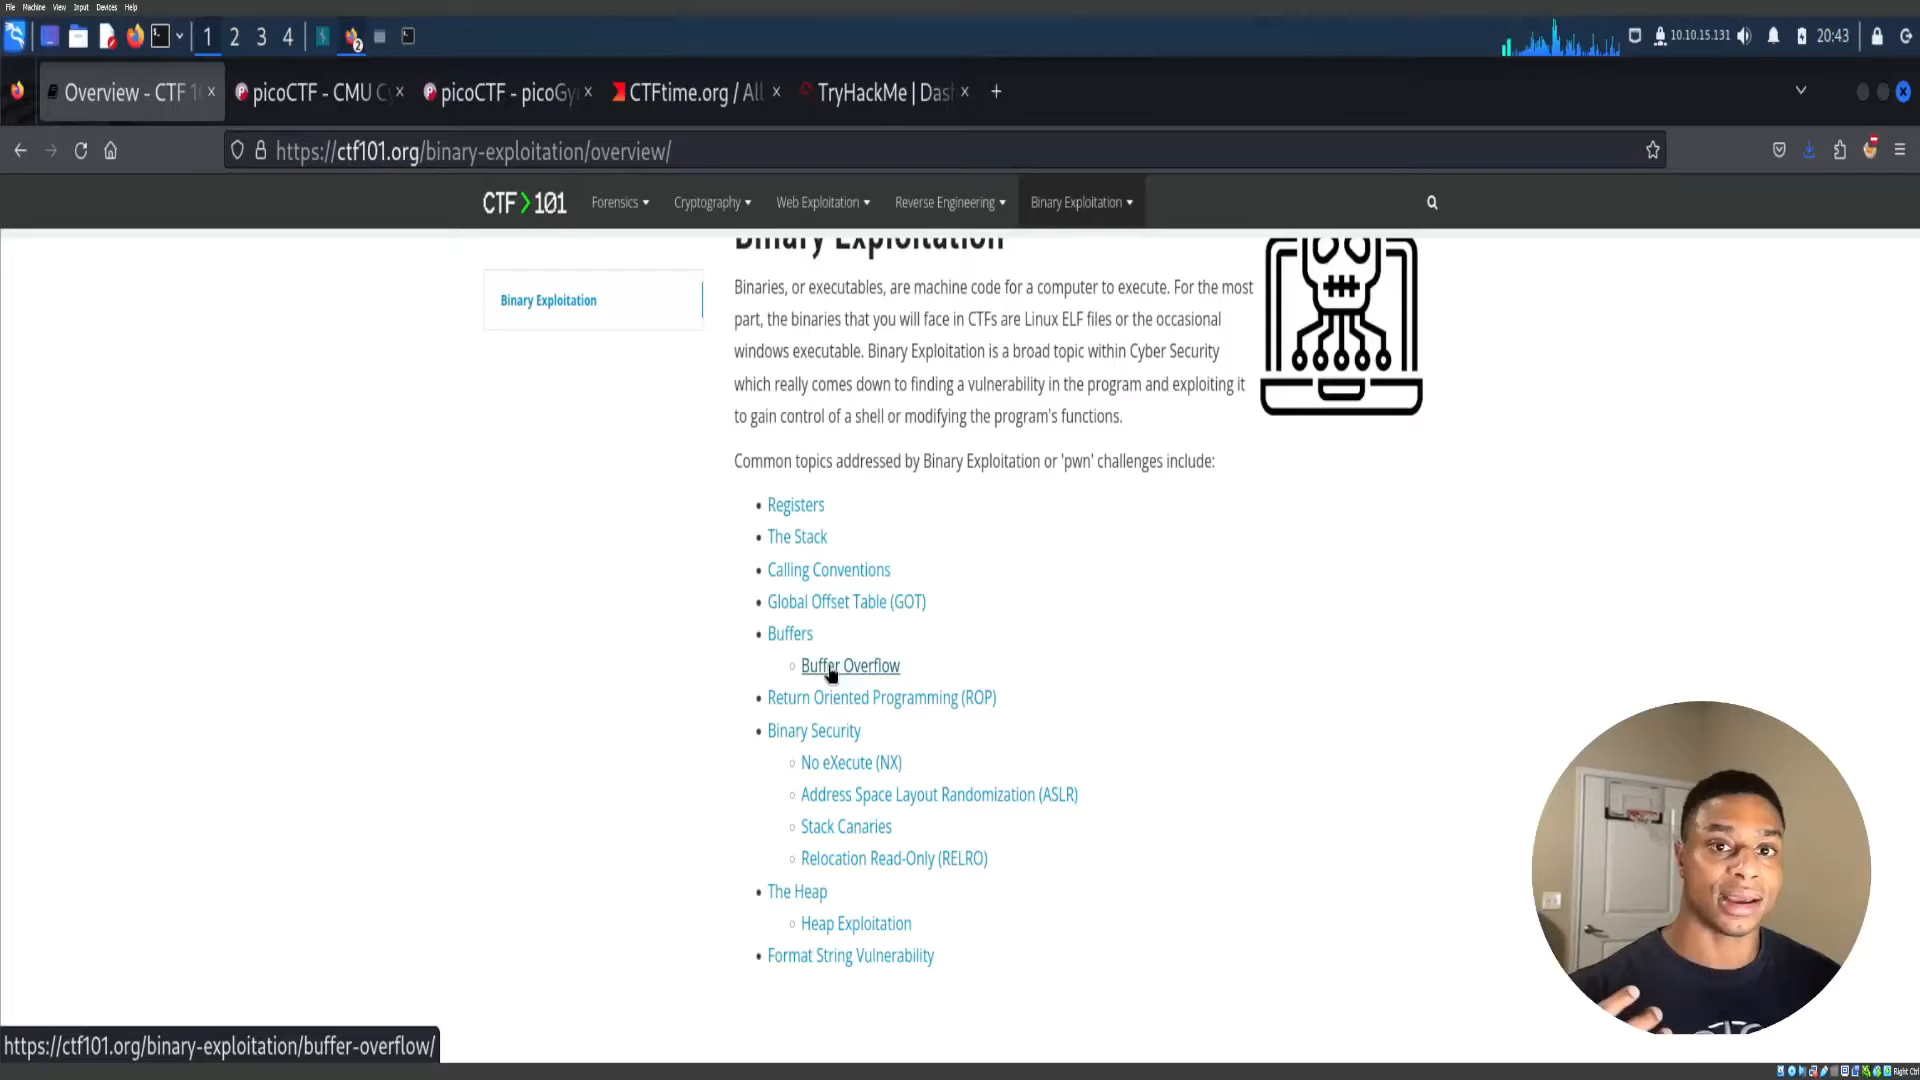 File Machine View Input Devices Help
1 2 3 4
2
10.10.15.131
20:43
Overview - CTF 1
picoCTF - CMU C
picoCTF - picoGy
CTFtime.org / All
TryHackMe | Das
https://ctf101.org/binary-exploitation/overview/
CTF>101
Forensics
Cryptography
Web Exploitation
Reverse Engineering
Binary Exploitation
Binary Exploitation
Binary Exploitation
Binaries, or executables, are machine code for a computer to execute. For the most
part, the binaries that you will face in CTFs are Linux ELF files or the occasional
windows executable. Binary Exploitation is a broad topic within Cyber Security
which really comes down to finding a vulnerability in the program and exploiting it
to gain control of a shell or modifying the program's functions.
Common topics addressed by Binary Exploitation or 'pwn' challenges include:
Registers
The Stack
Calling Conventions
Global Offset Table (GOT)
Buffers
Buffer Overflow
Return Oriented Programming (ROP)
Binary Security
No eXecute (NX)
Address Space Layout Randomization (ASLR)
Stack Canaries
Relocation Read-Only (RELRO)
The Heap
Heap Exploitation
Format String Vulnerability
https://ctf101.org/binary-exploitation/buffer-overflow/
Right Ctrl